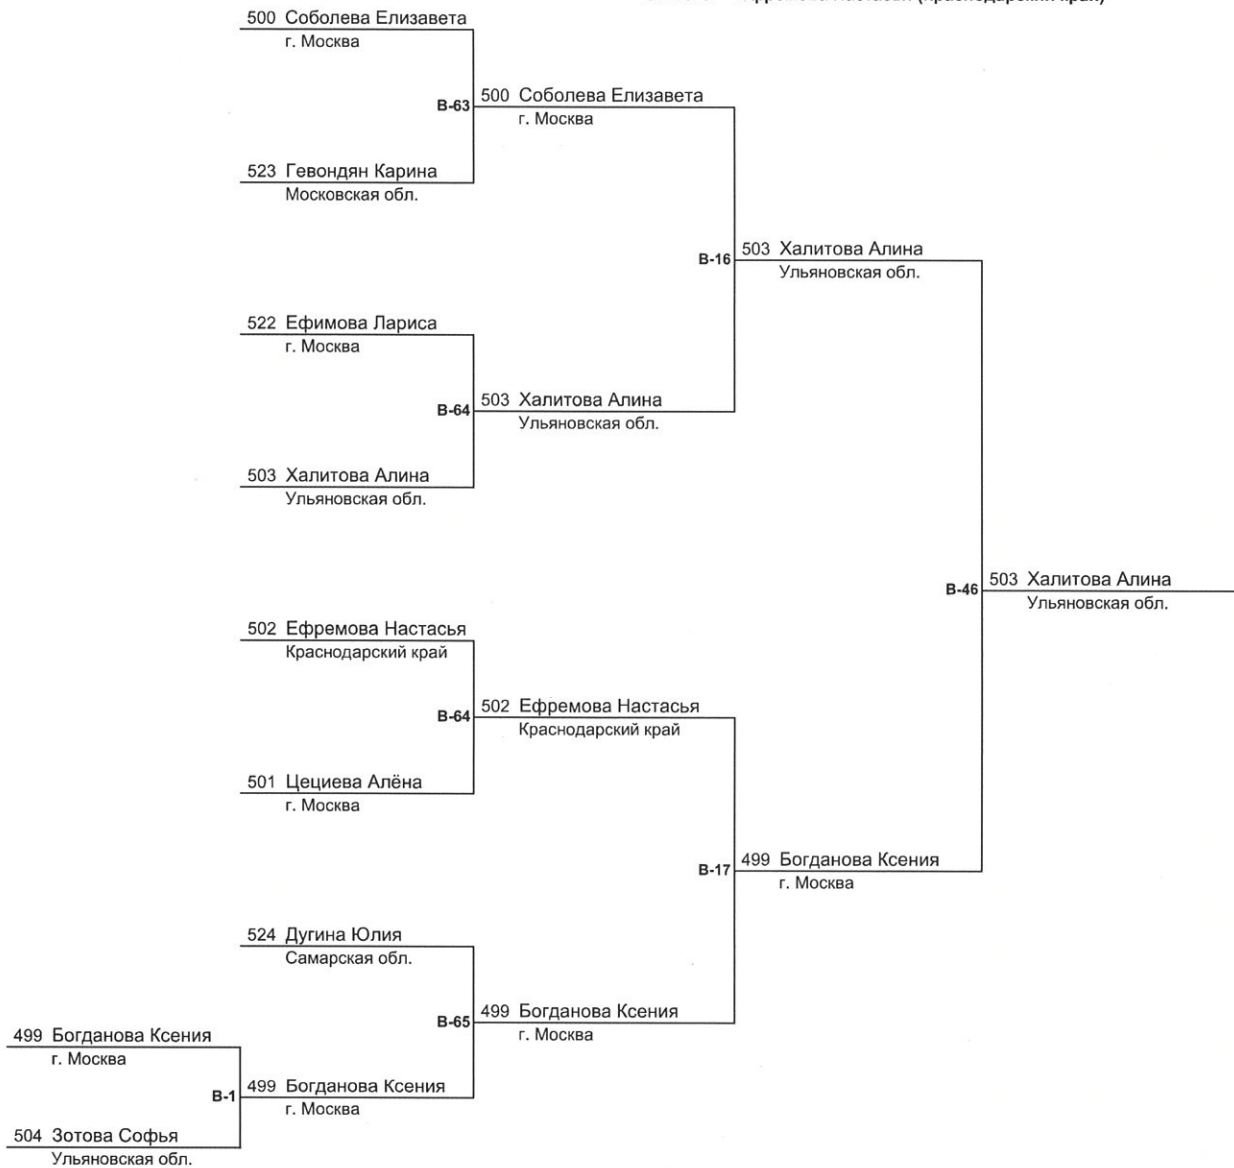 (Краснодарский край)
500 Соболева Елизавета
г. Москва
B-63
500 Соболева Елизавета
г. Москва
523 Гевондян Карина
Московская обл.
B-16
503 Халитова Алина
Ульяновская обл.
522 Ефимова Лариса
г. Москва
B-64
503 Халитова Алина
Ульяновская обл.
503 Халитова Алина
Ульяновская обл.
B-46
503 Халитова Алина
Ульяновская обл.
502 Ефремова Настасья
Краснодарский край
B-64
502 Ефремова Настасья
Краснодарский край
501 Цециева Алёна
г. Москва
B-17
499 Богданова Ксения
г. Москва
524 Дугина Юлия
Самарская обл.
B-65
499 Богданова Ксения
г. Москва
499 Богданова Ксения
г. Москва
B-1
499 Богданова Ксения
г. Москва
504 Зотова Софья
Ульяновская обл.